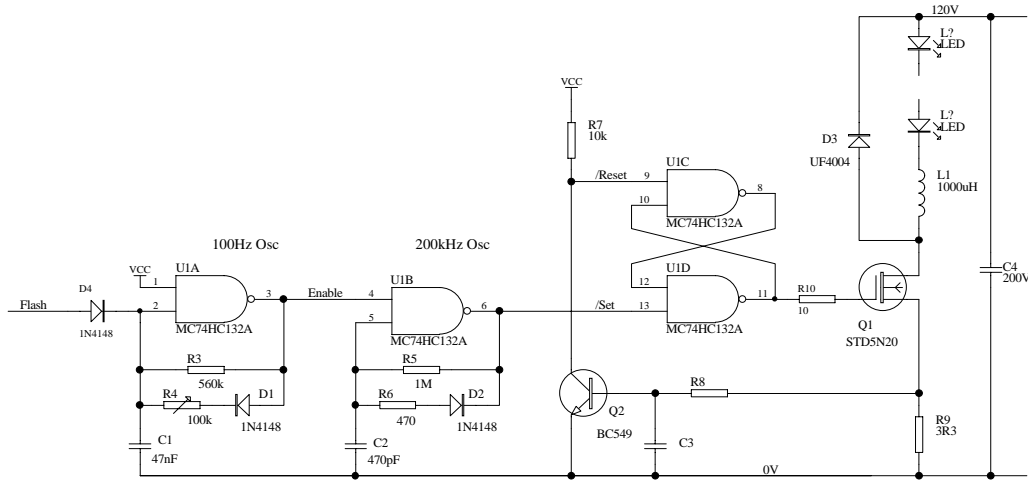 120V
L?
LED
VCC
R7
10k
L?
LED
D3
UF4004
U1C
/Reset
9
8
10
MC74HC132A
L1
1000uH
100Hz Osc
200kHz Osc
VCC
U1A
1
D4
Flash
2
3
Enable
1N4148
MC74HC132A
U1B
4
5
6
MC74HC132A
/Set
U1D
12
13
11
MC74HC132A
R10
10
Q1
STD5N20
C4
200V
R3
560k
R4
100k
D1
1N4148
C1
47nF
R5
1M
R6
470
D2
1N4148
C2
470pF
Q2
BC549
R8
C3
R9
3R3
0V